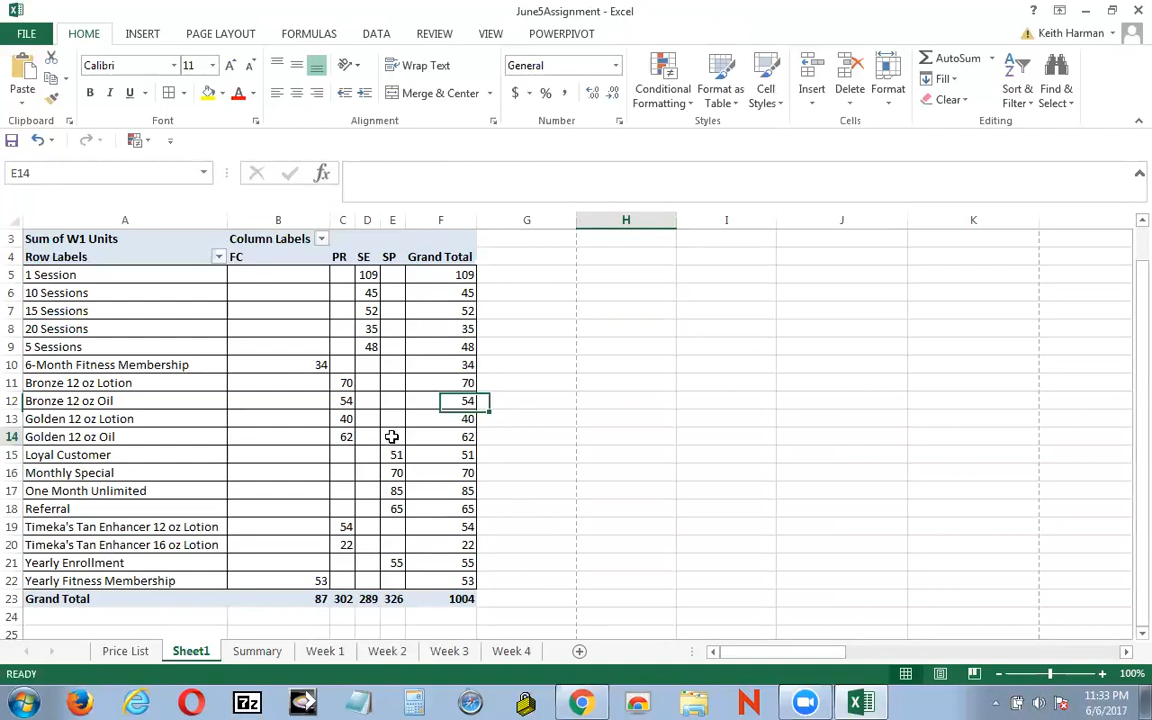 June5Assignment - Excel
FILE HOME INSERT PAGE LAYOUT FORMULAS DATA REVIEW VIEW POWERPIVOT Keith Harman
Paste Calibri 11 Wrap Text General Conditional Formatting Format as Table Cell Styles Insert Delete Format AutoSum Fill Clear Sort & Filter Find & Select
B I U A Merge & Center $ % ,
Clipboard Font Alignment Number Styles Cells Editing
E14 fx
A B C D E F G H I J K
3 Sum of W1 Units Column Labels
4 Row Labels FC PR SE SP Grand Total
5 1 Session 109 109
6 10 Sessions 45 45
7 15 Sessions 52 52
8 20 Sessions 35 35
9 5 Sessions 48 48
10 6-Month Fitness Membership 34 34
11 Bronze 12 oz Lotion 70 70
12 Bronze 12 oz Oil 54 54
13 Golden 12 oz Lotion 40 40
14 Golden 12 oz Oil 62 62
15 Loyal Customer 51 51
16 Monthly Special 70 70
17 One Month Unlimited 85 85
18 Referral 65 65
19 Timeka's Tan Enhancer 12 oz Lotion 54 54
20 Timeka's Tan Enhancer 16 oz Lotion 22 22
21 Yearly Enrollment 55 55
22 Yearly Fitness Membership 53 53
23 Grand Total 87 302 289 326 1004
24
25
Price List Sheet1 Summary Week 1 Week 2 Week 3 Week 4
READY 100%
7z N 11:33 PM
6/6/2017